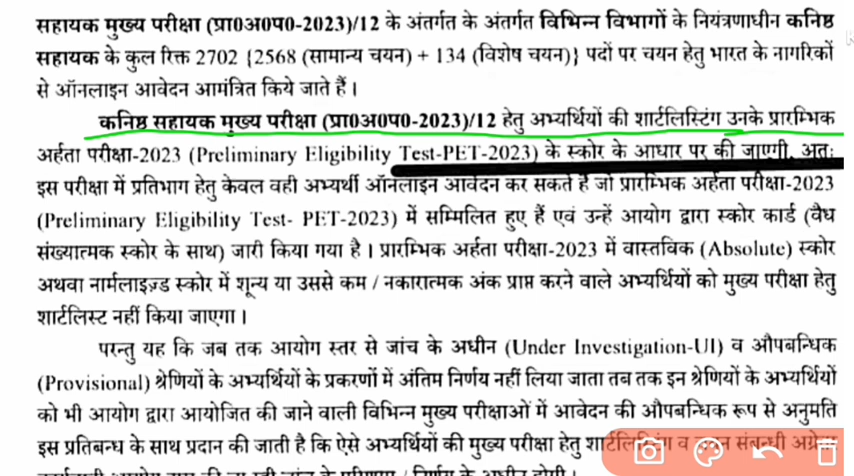 सहायक मुख्य परीक्षा (प्रा0अ0प0-2023)/12 के अंतर्गत के अंतर्गत विभिन्न विभागों के नियंत्रणाधीन कनिष्ठ
सहायक के कुल रिक्त 2702 {2568 (सामान्य चयन) + 134 (विशेष चयन)} पदों पर चयन हेतु भारत के नागरिकों
से ऑनलाइन आवेदन आमंत्रित किये जाते हैं।
कनिष्ठ सहायक मुख्य परीक्षा (प्रा0अ0प0-2023)/12 हेतु अभ्यर्थियों की शार्टलिस्टिंग उनके प्रारम्भिक
अर्हता परीक्षा-2023 (Preliminary Eligibility Test-PET-2023) के स्कोर के आधार पर की जाएगी, अतः
इस परीक्षा में प्रतिभाग हेतु केवल वही अभ्यर्थी ऑनलाइन आवेदन कर सकते हैं जो प्रारम्भिक अर्हता परीक्षा-2023
(Preliminary Eligibility Test- PET-2023) में सम्मिलित हुए हैं एवं उन्हें आयोग द्वारा स्कोर कार्ड (वैध
संख्यात्मक स्कोर के साथ) जारी किया गया है। प्रारम्भिक अर्हता परीक्षा-2023 में वास्तविक (Absolute) स्कोर
अथवा नार्मलाइज़्ड स्कोर में शून्य या उससे कम / नकारात्मक अंक प्राप्त करने वाले अभ्यर्थियों को मुख्य परीक्षा हेतु
शार्टलिस्ट नहीं किया जाएगा।
परन्तु यह कि जब तक आयोग स्तर से जांच के अधीन (Under Investigation-UI) व औपबन्धिक
(Provisional) श्रेणियों के अभ्यर्थियों के प्रकरणों में अंतिम निर्णय नहीं लिया जाता तब तक इन श्रेणियों के अभ्यर्थियों
को भी आयोग द्वारा आयोजित की जाने वाली विभिन्न मुख्य परीक्षाओं में आवेदन की औपबन्धिक रूप से अनुमति
इस प्रतिबन्ध के साथ प्रदान की जाती है कि ऐसे अभ्यर्थियों की मुख्य परीक्षा हेतु शार्टलिस्टिंग व चयन संबन्धी